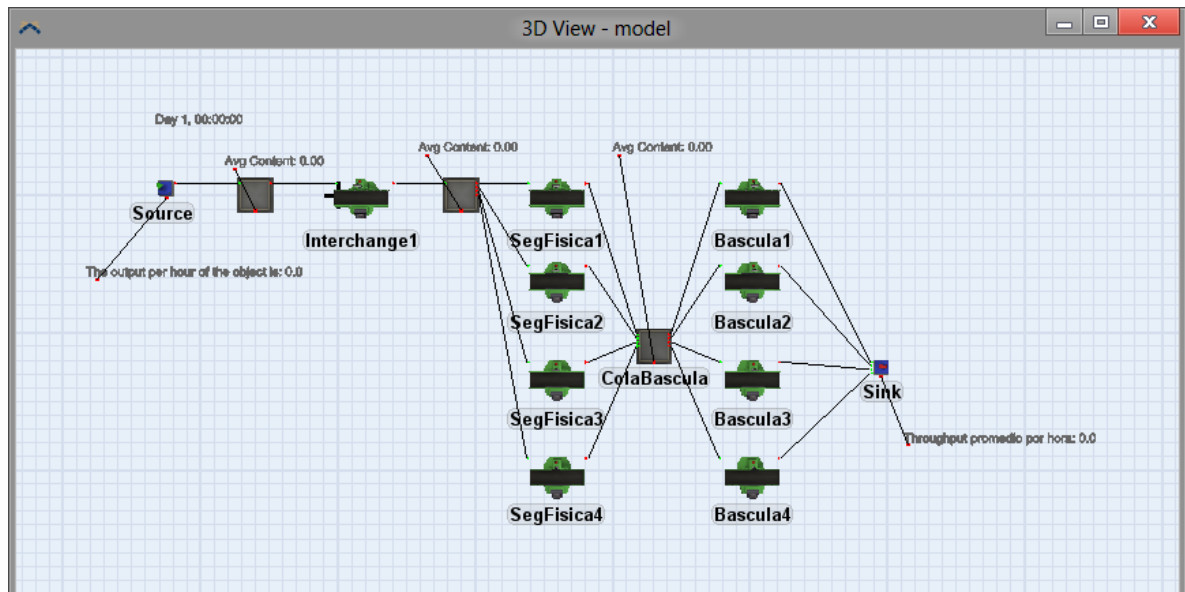 3D View - model
Day 1, 00:00:00
Avg Content: 0.00
Avg Content: 0.00
Avg Content: 0.00
Source
Interchange1
SegFisica1
Bascula1
The output per hour of the object is: 0.0
SegFisica2
Bascula2
ColaBascula
Sink
SegFisica3
Bascula3
Throughput promedio por hora: 0.0
SegFisica4
Bascula4